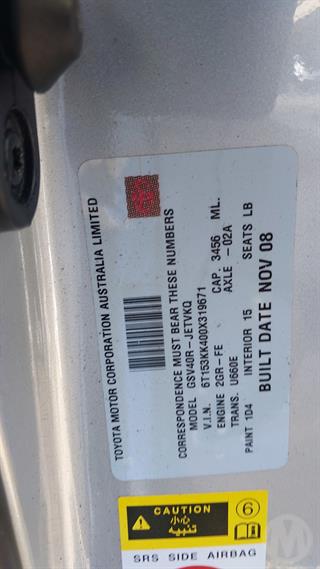 TOYOTA MOTOR CORPORATION AUSTRALIA LIMITED
CORRESPONDENCE MUST BEAR THESE NUMBERS
MODEL GSV40R-JETVKQ
V.I.N. 6T153KK400X319671
ENGINE 2GR-FE CAP. 3456 ML.
TRANS. U660E AXLE -02A
PAINT 1D4 INTERIOR 15 SEATS LB
BUILT DATE NOV 08
CAUTION
小心
تنبيه
6
SRS SIDE AIRBAG
M